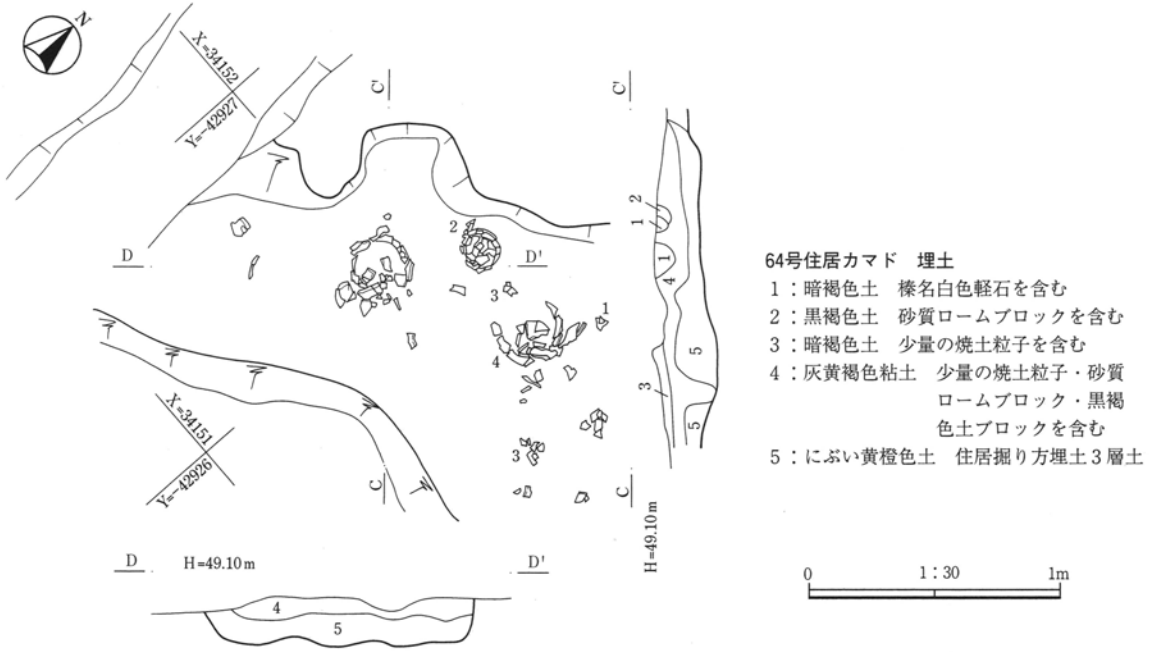 N
X=34152
Y=-42927
C'
C'
2
1
1
4
5
3
5
2
D
D'
3
1
4
3
X=34151
Y=-42926
C
C
H=49.10m
D
H=49.10m
D'
4
5
64号住居カマド 埋土
1：暗褐色土 榛名白色軽石を含む
2：黒褐色土 砂質ロームブロックを含む
3：暗褐色土 少量の焼土粒子を含む
4：灰黄褐色粘土 少量の焼土粒子・砂質
ロームブロック・黒褐
色土ブロックを含む
5：にぶい黄橙色土 住居掘り方埋土3層土
0
1:30
1m